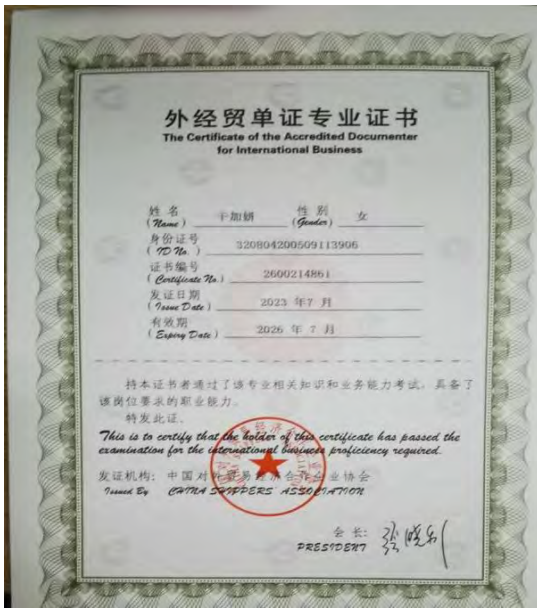 外经贸单证专业证书
The Certificate of the Accredited Documenter
for International Business
姓 名 性 别 女
(Name) (Gender)
身份证号 320804200509113906
(ID No.)
证书编号 2600214861
(Certificate No.)
发证日期 2023 年7 月
(Issue Date)
有效期 2026 年 7 月
(Expiry Date)
持本证书者通过了该专业相关知识和业务能力考试，具备了
该岗位要求的职业能力。
特发此证。
This is to certify that the holder of this certificate has passed the
examination for the international business proficiency required.
发证机构：中国对外贸易经济合作企业协会
Issued By CHINA SHIPPERS' ASSOCIATION
会 长：
PRESIDENT